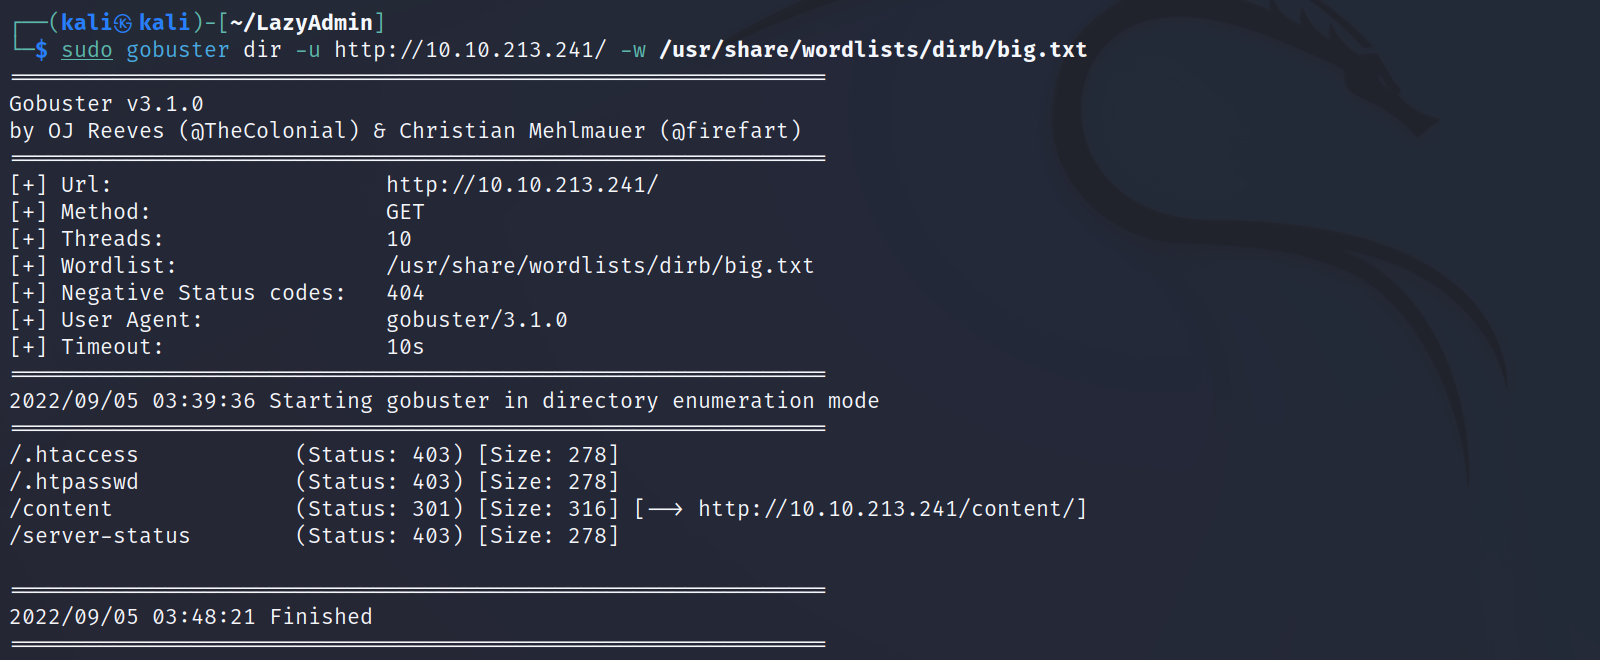 ┌──(kali㉿kali)-[~/LazyAdmin]
└─$ sudo gobuster dir -u http://10.10.213.241/ -w /usr/share/wordlists/dirb/big.txt
===============================================================
Gobuster v3.1.0
by OJ Reeves (@TheColonial) & Christian Mehlmauer (@firefart)
===============================================================
[+] Url:                     http://10.10.213.241/
[+] Method:                  GET
[+] Threads:                 10
[+] Wordlist:                /usr/share/wordlists/dirb/big.txt
[+] Negative Status codes:   404
[+] User Agent:              gobuster/3.1.0
[+] Timeout:                 10s
===============================================================
2022/09/05 03:39:36 Starting gobuster in directory enumeration mode
===============================================================
/.htaccess            (Status: 403) [Size: 278]
/.htpasswd            (Status: 403) [Size: 278]
/content              (Status: 301) [Size: 316] [--> http://10.10.213.241/content/]
/server-status        (Status: 403) [Size: 278]
===============================================================
2022/09/05 03:48:21 Finished
===============================================================